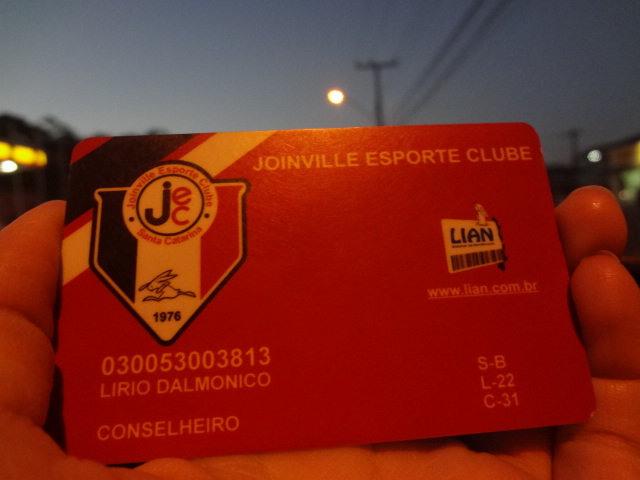 JOINVILLE ESPORTE CLUBE
Joinville Esporte Clube
jec
Santa Catarina
1976
LIAN
www.lian.com.br
030053003813
LIRIO DALMONICO
CONSELHEIRO
S-B
L-22
C-31